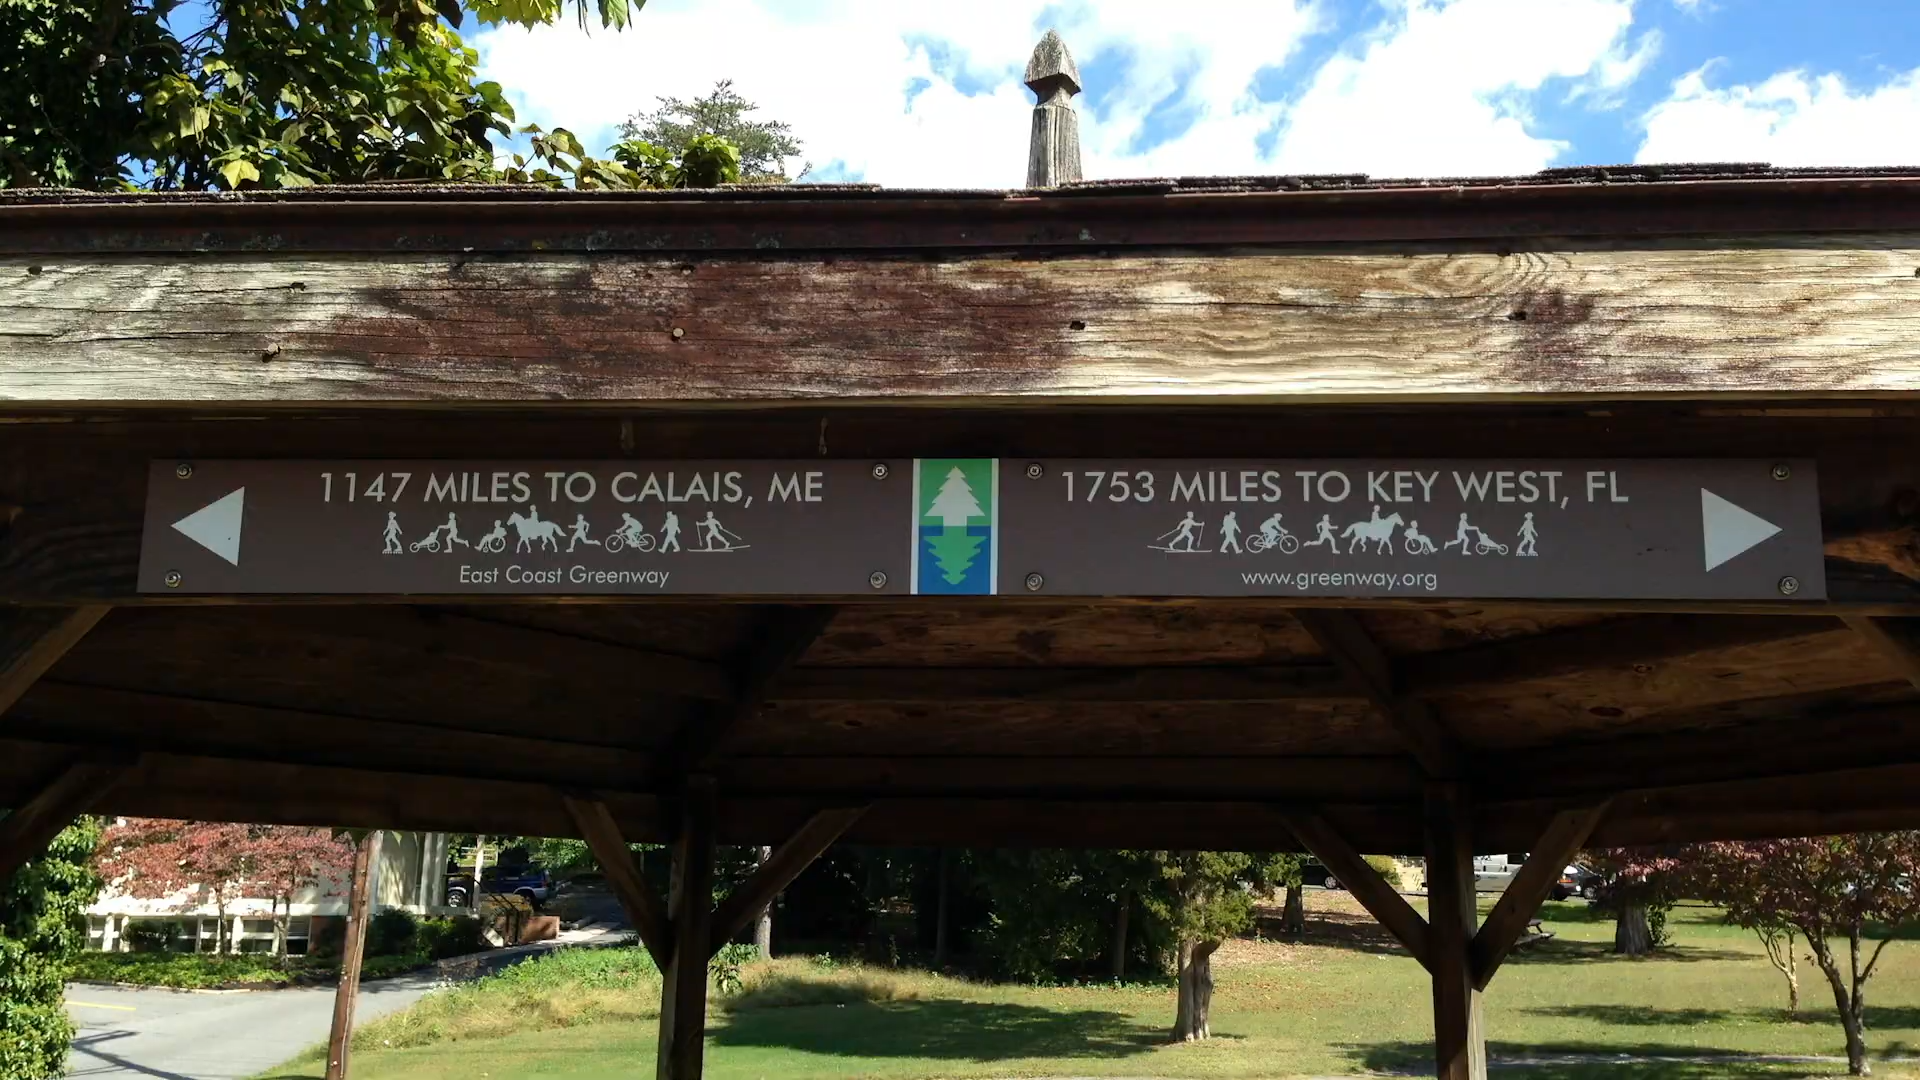 1147 MILES TO CALAIS, ME
East Coast Greenway
1753 MILES TO KEY WEST, FL
www.greenway.org